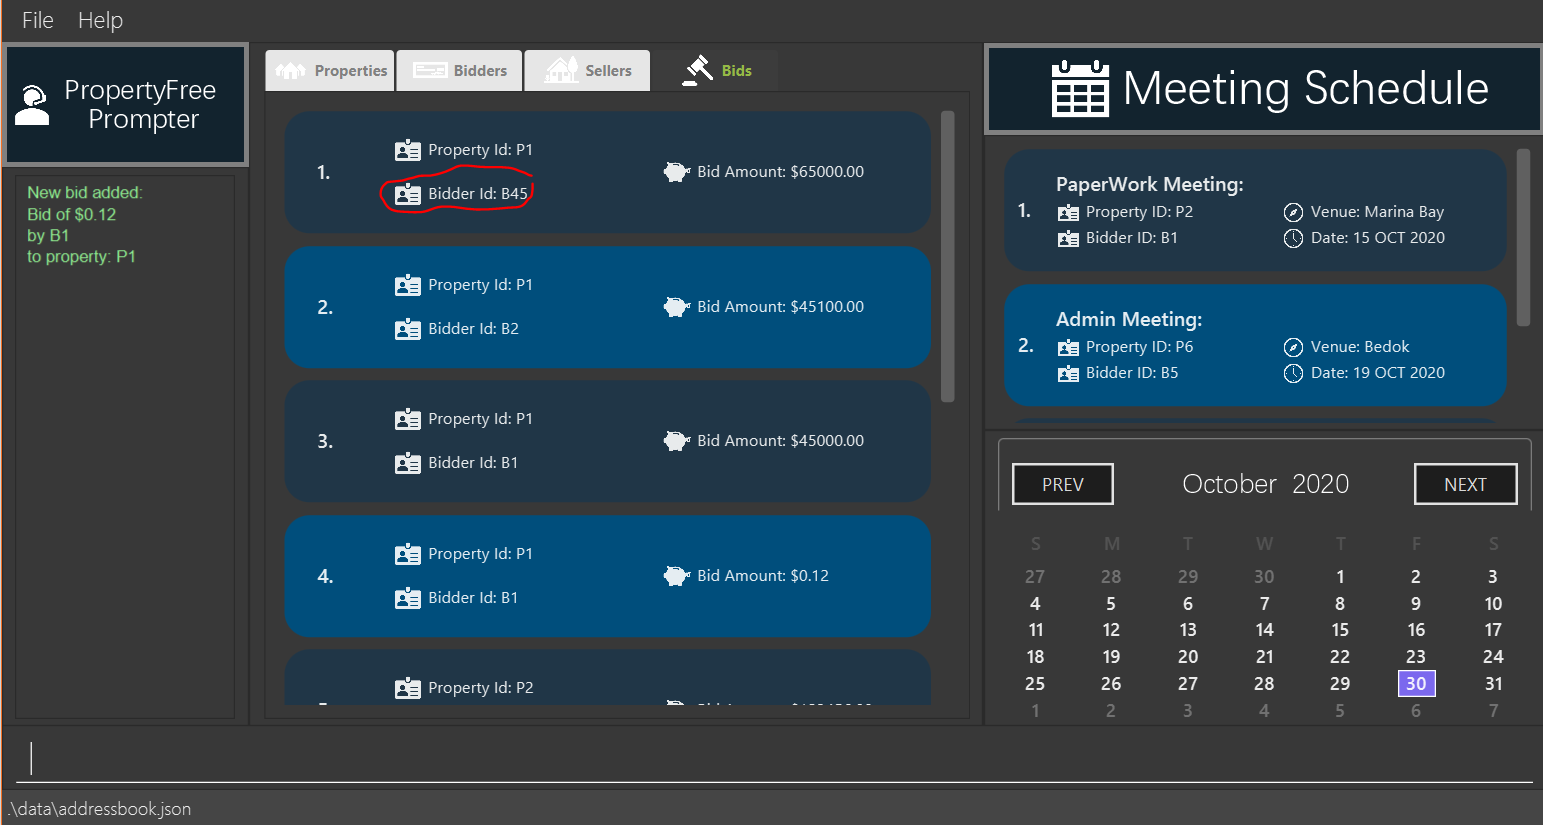 File Help
PropertyFree
Prompter
New bid added:
Bid of $0.12
by B1
to property: P1
Properties Bidders Sellers Bids
1.
Property Id: P1
Bidder Id: B45
Bid Amount: $65000.00
2.
Property Id: P1
Bidder Id: B2
Bid Amount: $45100.00
3.
Property Id: P1
Bidder Id: B1
Bid Amount: $45000.00
4.
Property Id: P1
Bidder Id: B1
Bid Amount: $0.12
Property Id: P2
Meeting Schedule
1.
PaperWork Meeting:
Property ID: P2
Bidder ID: B1
Venue: Marina Bay
Date: 15 OCT 2020
2.
Admin Meeting:
Property ID: P6
Bidder ID: B5
Venue: Bedok
Date: 19 OCT 2020
PREV October 2020 NEXT
S M T W T F S
27 28 29 30 1 2 3
4 5 6 7 8 9 10
11 12 13 14 15 16 17
18 19 20 21 22 23 24
25 26 27 28 29 30 31
1 2 3 4 5 6 7
.\data\addressbook.json